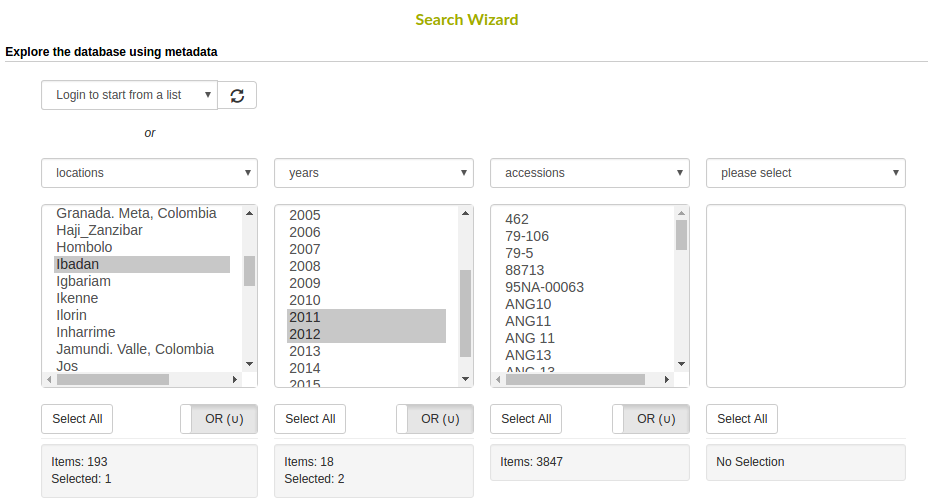 Search Wizard
Explore the database using metadata
Login to start from a list
or
locations
years
accessions
please select
Granada. Meta, Colombia
Haji_Zanzibar
Hombolo
Ibadan
Igbariam
Ikenne
Ilorin
Inharrime
Jamundi. Valle, Colombia
Jos
2005
2006
2007
2008
2009
2010
2011
2012
2013
2014
2015
462
79-106
79-5
88713
95NA-00063
ANG10
ANG11
ANG 11
ANG13
ANG 13
Select All
OR (∪)
Select All
OR (∪)
Select All
OR (∪)
Select All
Items: 193
Selected: 1
Items: 18
Selected: 2
Items: 3847
No Selection